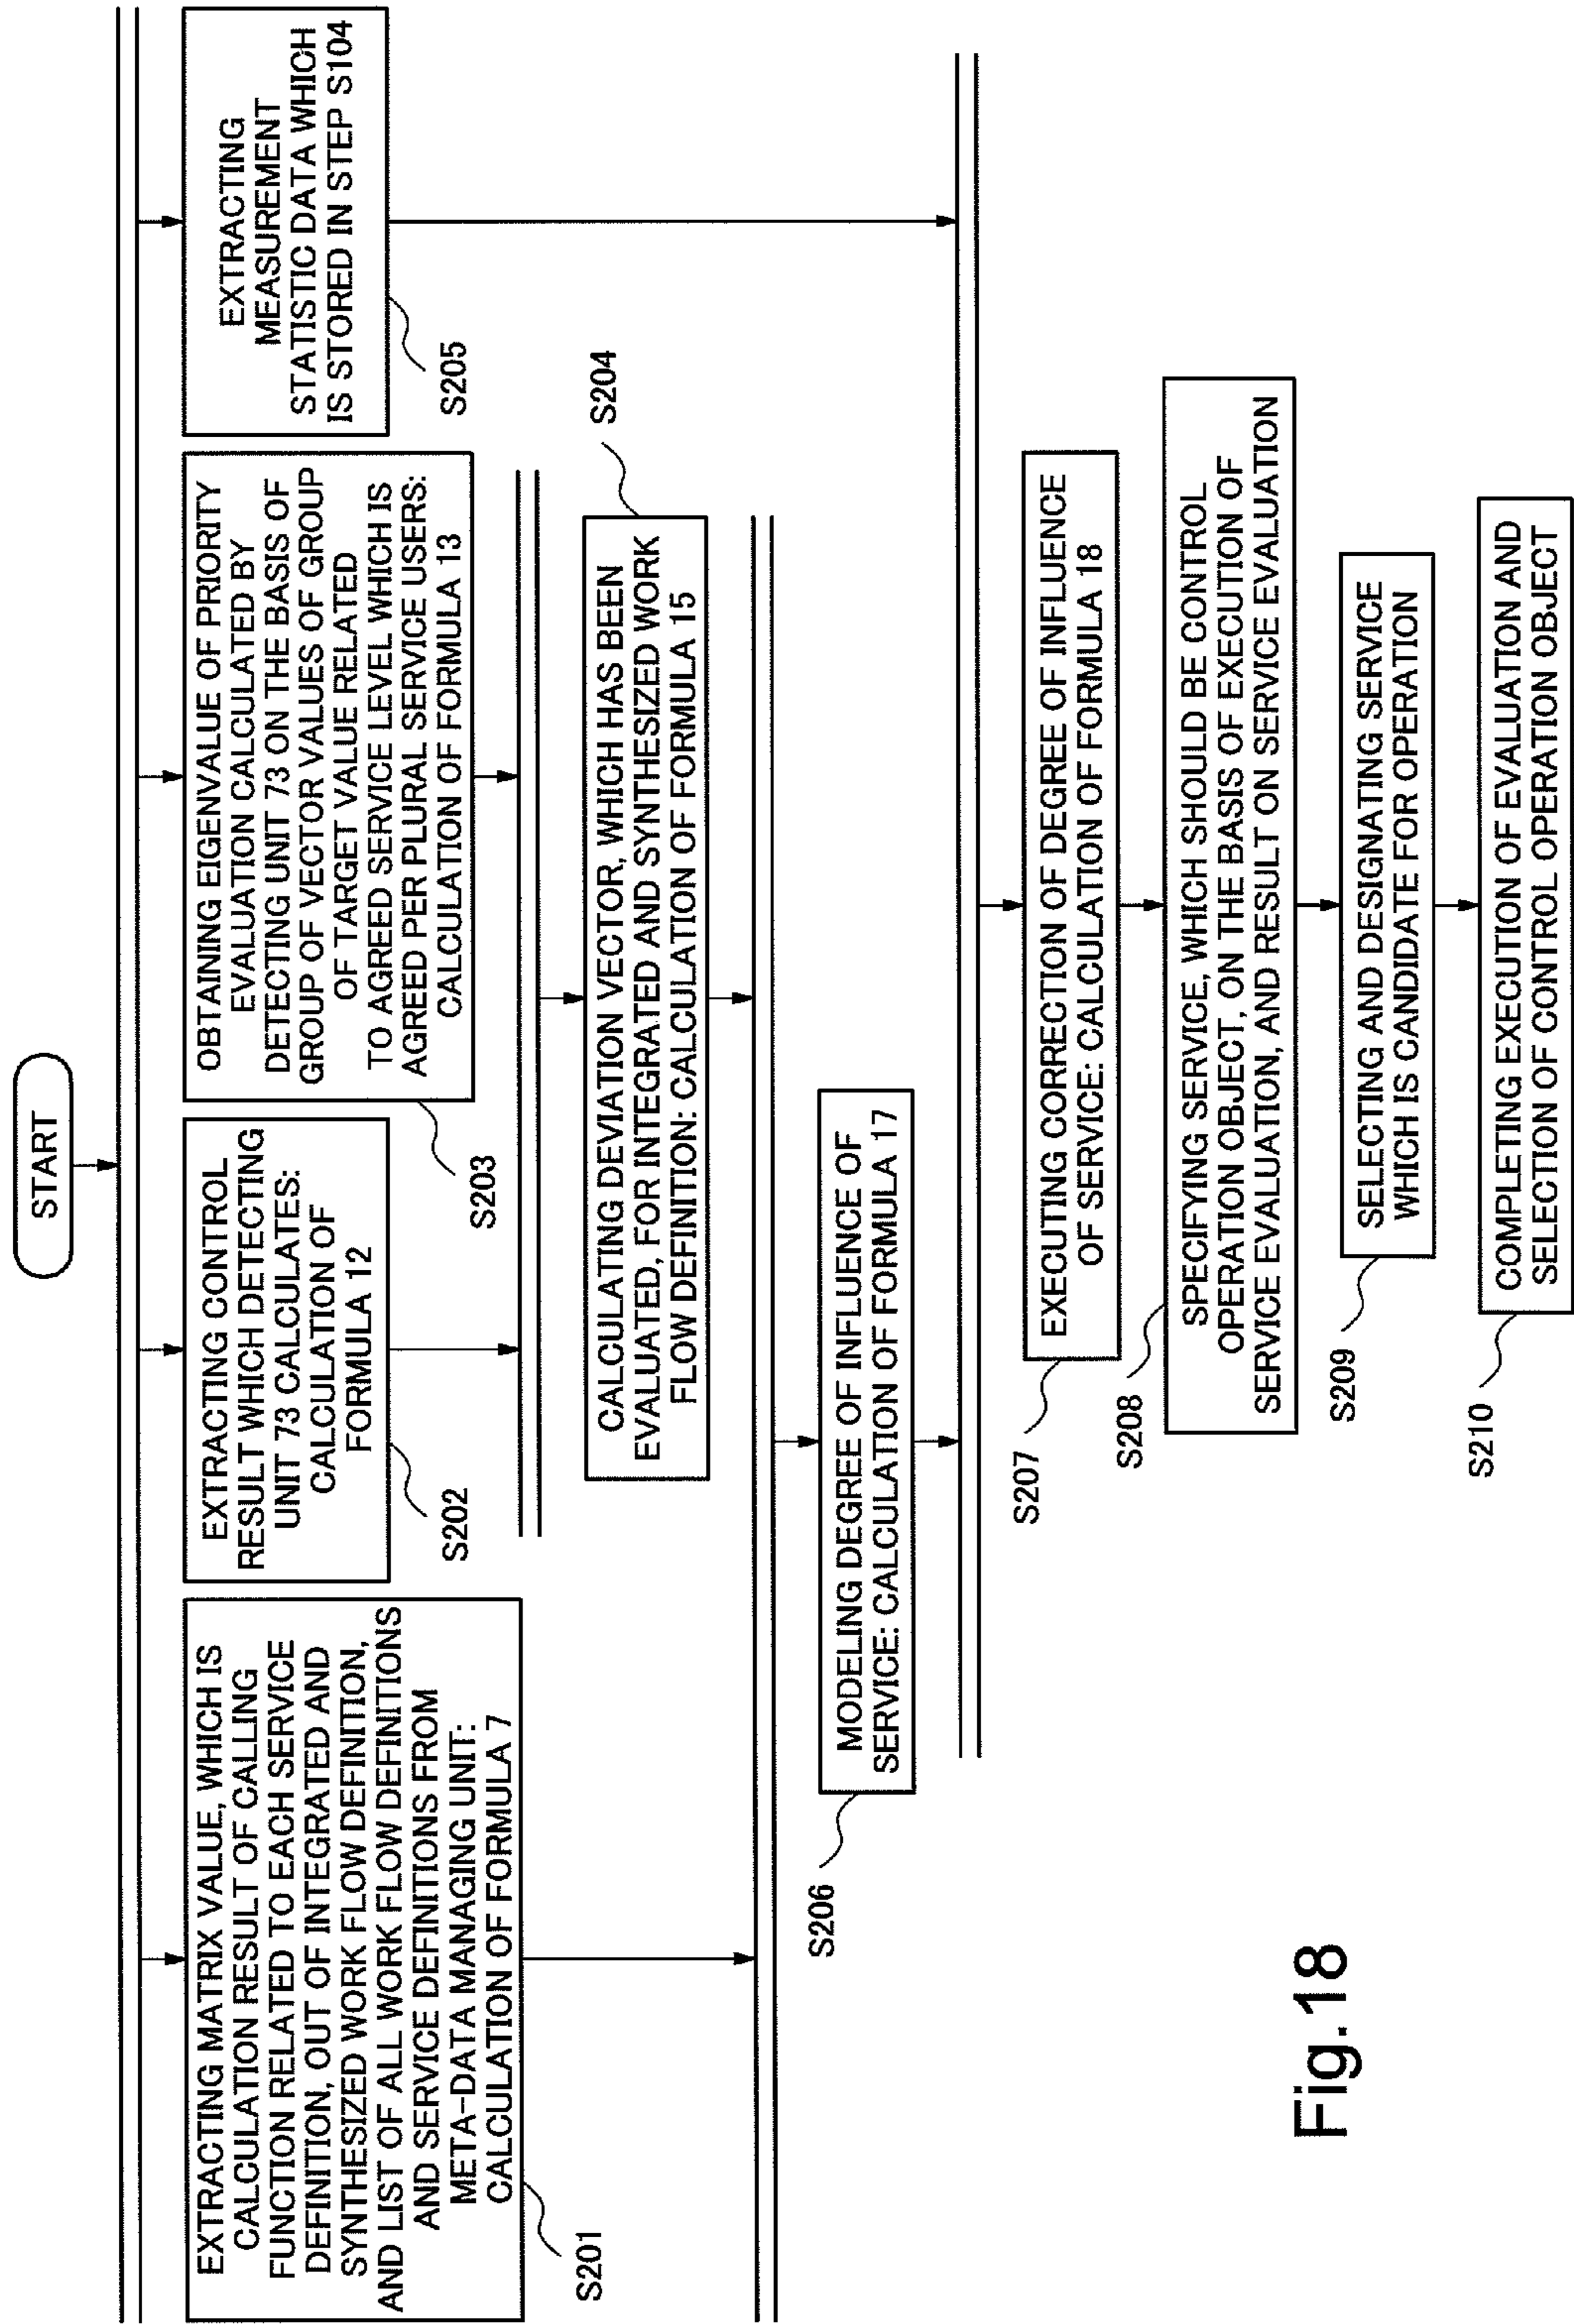 START
EXTRACTING MATRIX VALUE, WHICH IS
CALCULATION RESULT OF CALLING
FUNCTION RELATED TO EACH SERVICE
DEFINITION, OUT OF INTEGRATED AND
SYNTHESIZED WORK FLOW DEFINITION,
AND LIST OF ALL WORK FLOW DEFINITIONS
AND SERVICE DEFINITIONS FROM
META-DATA MANAGING UNIT:
CALCULATION OF FORMULA 7
S201
EXTRACTING CONTROL
RESULT WHICH DETECTING
UNIT 73 CALCULATES:
CALCULATION OF
FORMULA 12
S202
OBTAINING EIGENVALUE OF PRIORITY
EVALUATION CALCULATED BY
DETECTING UNIT 73 ON THE BASIS OF
GROUP OF VECTOR VALUES OF GROUP
OF TARGET VALUE RELATED
TO AGREED SERVICE LEVEL WHICH IS
AGREED PER PLURAL SERVICE USERS:
CALCULATION OF FORMULA 13
S203
EXTRACTING
MEASUREMENT
STATISTIC DATA WHICH
IS STORED IN STEP S104
S205
S204
CALCULATING DEVIATION VECTOR, WHICH HAS BEEN
EVALUATED, FOR INTEGRATED AND SYNTHESIZED WORK
FLOW DEFINITION: CALCULATION OF FORMULA 15
MODELING DEGREE OF INFLUENCE OF
SERVICE: CALCULATION OF FORMULA 17
S206
EXECUTING CORRECTION OF DEGREE OF INFLUENCE
OF SERVICE: CALCULATION OF FORMULA 18
S207
S208
SPECIFYING SERVICE, WHICH SHOULD BE CONTROL
OPERATION OBJECT, ON THE BASIS OF EXECUTION OF
SERVICE EVALUATION, AND RESULT ON SERVICE EVALUATION
SELECTING AND DESIGNATING SERVICE
WHICH IS CANDIDATE FOR OPERATION
S209
COMPLETING EXECUTION OF EVALUATION AND
SELECTION OF CONTROL OPERATION OBJECT
S210
Fig.18